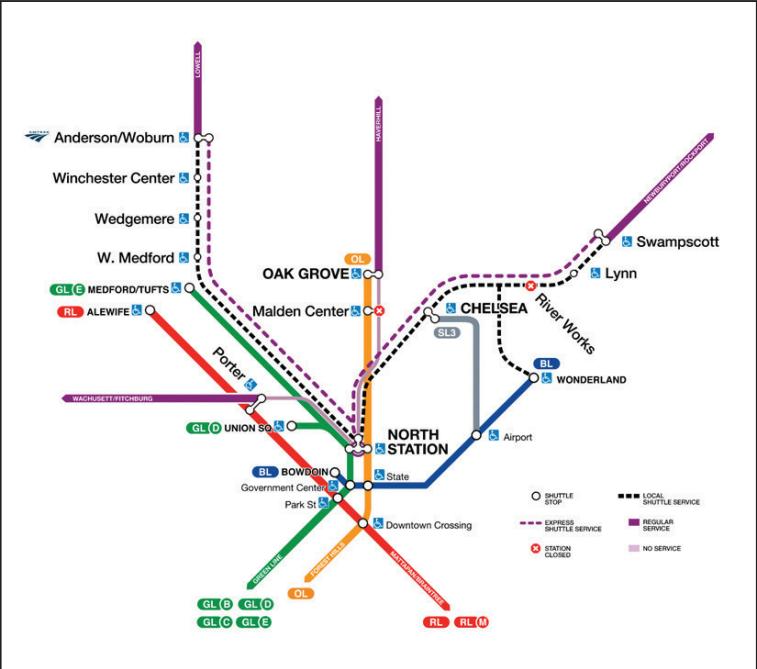 LOWELL
HAVERHILL
NEWBURYPORT/ROCKPORT
AMTRAK
Anderson/Woburn
Winchester Center
Wedgemere
W. Medford
GL E MEDFORD/TUFTS
RL ALEWIFE
Porter
WACHUSETT/FITCHBURG
GL D UNION SQ
OL
OAK GROVE
Malden Center
Swampscott
Lynn
River Works
CHELSEA
SL3
BL
WONDERLAND
Airport
NORTH
STATION
BL BOWDOIN
Government Center
State
Park St
Downtown Crossing
GREEN LINE
FOREST HILLS
MATTAPAN/BRAINTREE
GL B GL D
GL C GL E
OL
RL RL M
SHUTTLE
STOP
LOCAL
SHUTTLE SERVICE
EXPRESS
SHUTTLE SERVICE
REGULAR
SERVICE
STATION
CLOSED
NO SERVICE